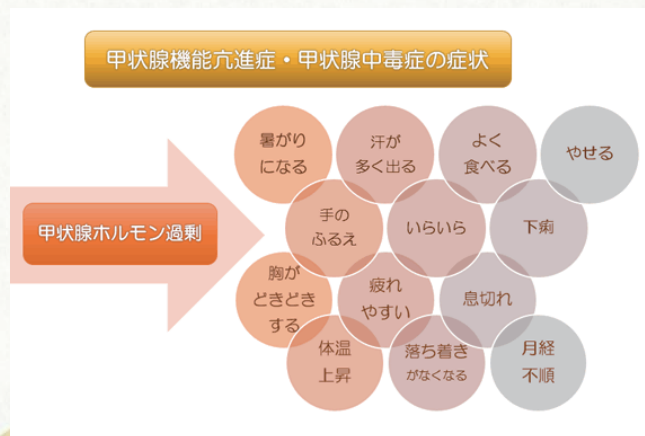 甲状腺機能亢進症・甲状腺中毒症の症状
甲状腺ホルモン過剰
暑がり
になる
汗が
多く出る
よく
食べる
やせる
手の
ふるえ
いらいら
下痢
胸が
どきどき
する
疲れ
やすい
息切れ
体温
上昇
落ち着き
がなくなる
月経
不順